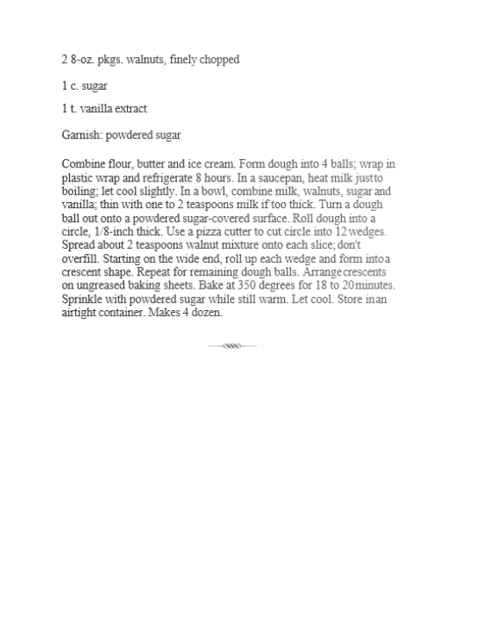 2 8-oz. pkgs. walnuts, finely chopped
1 c. sugar
1 t. vanilla extract
Garnish: powdered sugar
Combine flour, butter and ice cream. Form dough into 4 balls; wrap in
plastic wrap and refrigerate 8 hours. In a saucepan, heat milk just to
boiling; let cool slightly. In a bowl, combine milk, walnuts, sugar and
vanilla; thin with one to 2 teaspoons milk if too thick. Turn a dough
ball out onto a powdered sugar-covered surface. Roll dough into a
circle, 1/8-inch thick. Use a pizza cutter to cut circle into 12 wedges.
Spread about 2 teaspoons walnut mixture onto each slice; don't
overfill. Starting on the wide end, roll up each wedge and form into a
crescent shape. Repeat for remaining dough balls. Arrange crescents
on ungreased baking sheets. Bake at 350 degrees for 18 to 20 minutes.
Sprinkle with powdered sugar while still warm. Let cool. Store in an
airtight container. Makes 4 dozen.